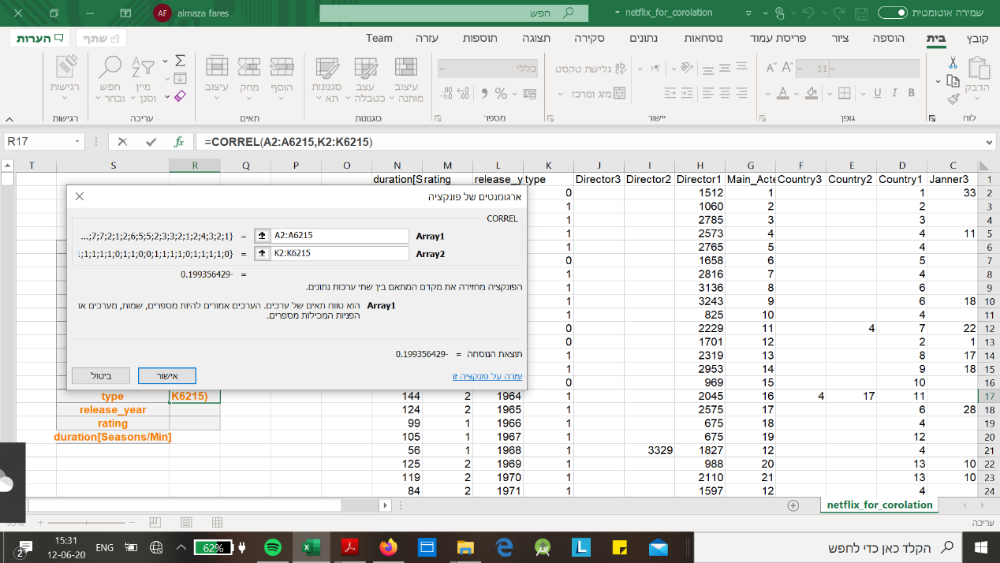 שמירה אוטומטית
netflix_for_corolation
חפש
almaza fares
AF
קובץ בית הוספה ציור פריסת עמוד נוסחאות נתונים סקירה תצוגה תוספות עזרה Team
שתף
הערות
הדבק
לוח
11
B I U A
גופן
גלישת טקסט
מזג ומרכז
יישור
כללי
%
מספר
עיצוב מותנה
עצב כטבלה
סגנונות תא
סגנונות
הוסף
מחק
עיצוב
תאים
מיין וסנן
חפש ובחר
עריכה
רגישות
רגישות
R17
fx
=CORREL(A2:A6215,K2:K6215)
T S R Q P O N M L K J I H G F E D C
duration[S rating release_y type Director3 Director2 Director1 Main_Acte Country3 Country2 Country1 Janner3 1
0 1512 1 1 33 2
1 1060 2 2 3
1 2785 3 3 4
1 2573 4 4 11 5
1 2765 5 4 6
0 1658 6 5 7
1 2816 7 4 8
1 3136 8 6 9
1 3243 9 6 18 10
1 825 10 4 11
0 2229 11 4 7 22 12
0 1701 12 2 1 13
1 2319 13 8 17 14
1 2953 14 9 18 15
0 969 15 10 16
type K6215) 144 2 1964 1 2045 16 4 17 11 17
release_year 124 2 1965 1 2575 17 6 28 18
rating 99 1 1966 1 675 18 4 19
duration[Seasons/Min] 105 1 1967 1 675 19 12 20
56 1 1968 1 3329 1827 12 4 21
125 2 1969 1 988 20 13 10 22
119 2 1970 1 2110 21 13 10 23
84 2 1971 1 1597 12 4 24
ארגומנטים של פונקציה
CORREL
Array1 A2:A6215 = {1;2;3;4;2;1;2;3;3;2;5;5;6;2;1;2;7;7;...
Array2 K2:K6215 = {0;1;1;1;1;0;1;1;1;1;0;0;1;1;0;1;1;1;1;
= -0.199356429
הפונקציה מחזירה את מקדם המתאם בין שתי ערכות נתונים.
Array1 הוא טווח תאים של ערכים. הערכים אמורים להיות מספרים, שמות, מערכים או
הפניות המכילות מספרים.
תוצאת הנוסחה = -0.199356429
עזרה על פונקציה זו
אישור
ביטול
netflix_for_corolation
עריכה
הקלד כאן כדי לחפש
L
62%
ENG
15:31
12-06-20
2